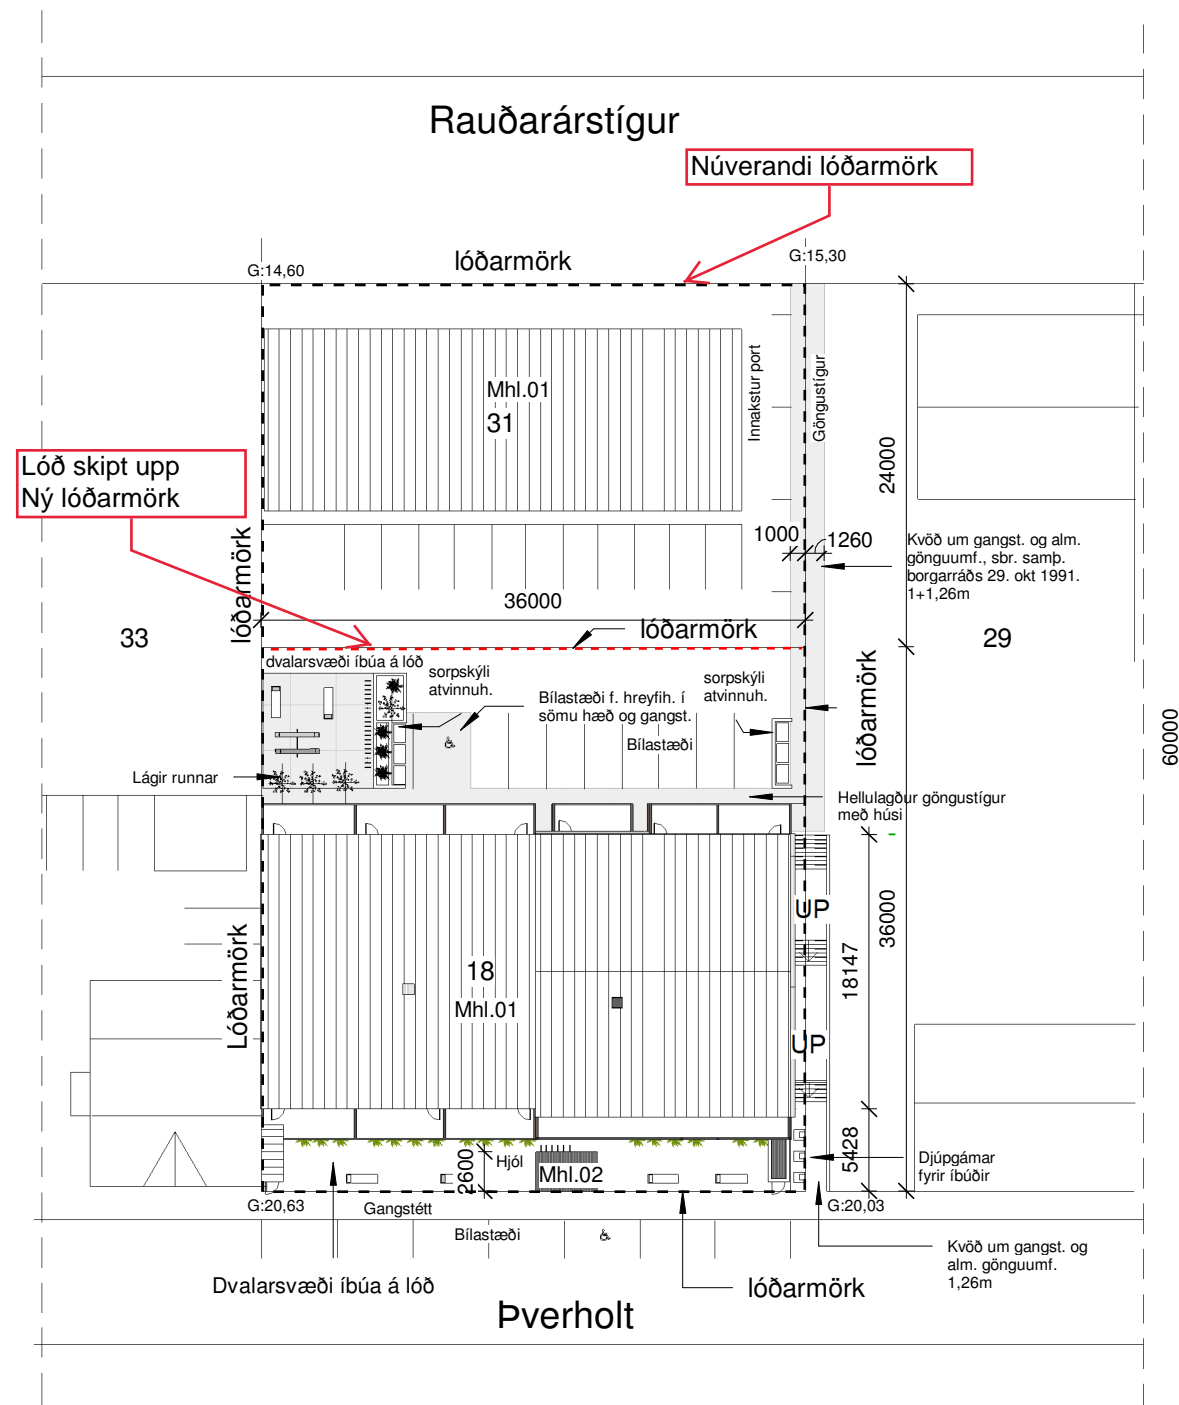 Rauðarárstígur
Núverandi lóðarmörk
G:14,60
lóðarmörk
G:15,30
Mhl.01
31
Innakstur port
Göngustígur
24000
Lóð skipt upp
Ný lóðarmörk
lóðarmörk
1000
1260
Kvöð um gangst. og alm.
gönguumf., sbr. samþ.
borgarráðs 29. okt 1991.
1+1,26m
36000
33
lóðarmörk
29
dvalarsvæði íbúa á lóð
sorpskýli
atvinnuh.
Bílastæði f. hreyfih. í
sömu hæð og gangst.
sorpskýli
atvinnuh.
Bílastæði
lóðarmörk
60000
Lágir runnar
Hellulagður göngustígur
með húsi
UP
36000
18147
Lóðarmörk
18
Mhl.01
UP
5428
2600
Hjól
Mhl.02
Djúpgámar
fyrir íbúðir
G:20,63
Gangstétt
G:20,03
Bílastæði
Kvöð um gangst. og
alm. gönguumf.
1,26m
Dvalarsvæði íbúa á lóð
lóðarmörk
Þverholt